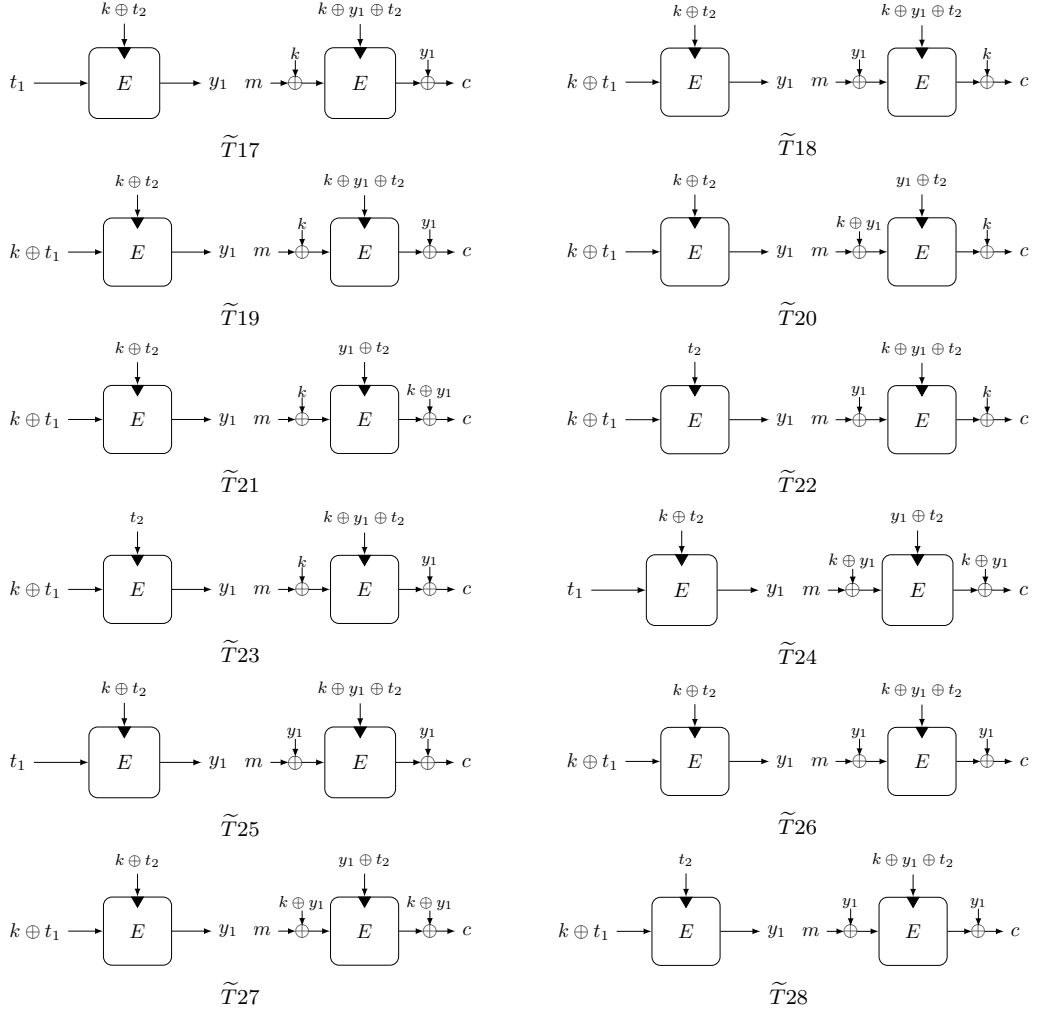 k ⊕ t₂ k ⊕ y₁ ⊕ t₂ k ⊕ t₂ k ⊕ y₁ ⊕ t₂
k y₁ y₁ k
t₁ E y₁ m E c k ⊕ t₁ E y₁ m E c
T̃17 T̃18
k ⊕ t₂ k ⊕ y₁ ⊕ t₂ k ⊕ t₂ y₁ ⊕ t₂
k y₁ k ⊕ y₁ k
k ⊕ t₁ E y₁ m E c k ⊕ t₁ E y₁ m E c
T̃19 T̃20
k ⊕ t₂ y₁ ⊕ t₂ t₂ k ⊕ y₁ ⊕ t₂
k k ⊕ y₁ y₁ k
k ⊕ t₁ E y₁ m E c k ⊕ t₁ E y₁ m E c
T̃21 T̃22
t₂ k ⊕ y₁ ⊕ t₂ k ⊕ t₂ y₁ ⊕ t₂
k y₁ k ⊕ y₁ k ⊕ y₁
k ⊕ t₁ E y₁ m E c t₁ E y₁ m E c
T̃23 T̃24
k ⊕ t₂ k ⊕ y₁ ⊕ t₂ k ⊕ t₂ k ⊕ y₁ ⊕ t₂
y₁ y₁ y₁ y₁
t₁ E y₁ m E c k ⊕ t₁ E y₁ m E c
T̃25 T̃26
k ⊕ t₂ y₁ ⊕ t₂ t₂ k ⊕ y₁ ⊕ t₂
k ⊕ y₁ k ⊕ y₁ y₁ y₁
k ⊕ t₁ E y₁ m E c k ⊕ t₁ E y₁ m E c
T̃27 T̃28